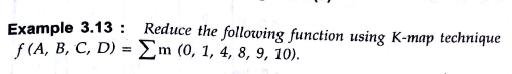 Example 3.13 : Reduce the following function using K-map technique
f (A, B, C, D) = ∑m (0, 1, 4, 8, 9, 10).